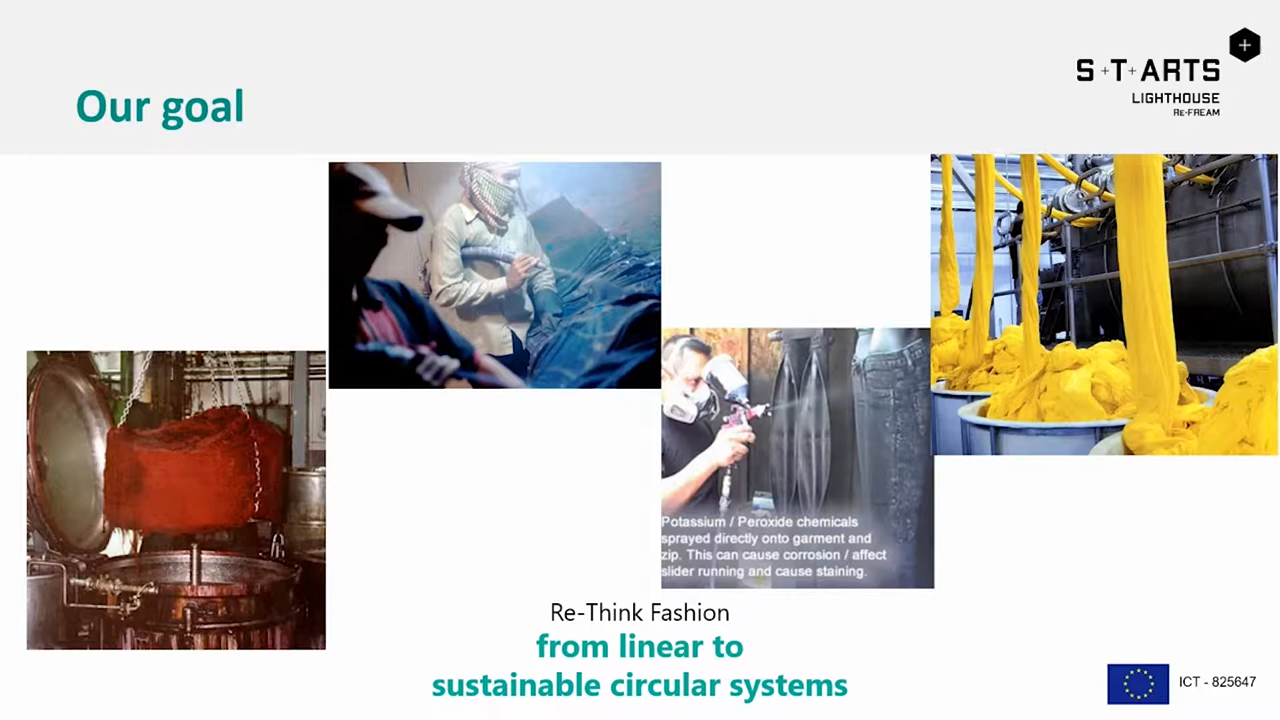 Our goal
S+T+ARTS
LIGHTHOUSE
Re-FREAM
Potassium / Peroxide chemicals
sprayed directly onto garment and
zip. This can cause corrosion / affect
slider running and cause staining.
Re-Think Fashion
from linear to
sustainable circular systems
ICT - 825647